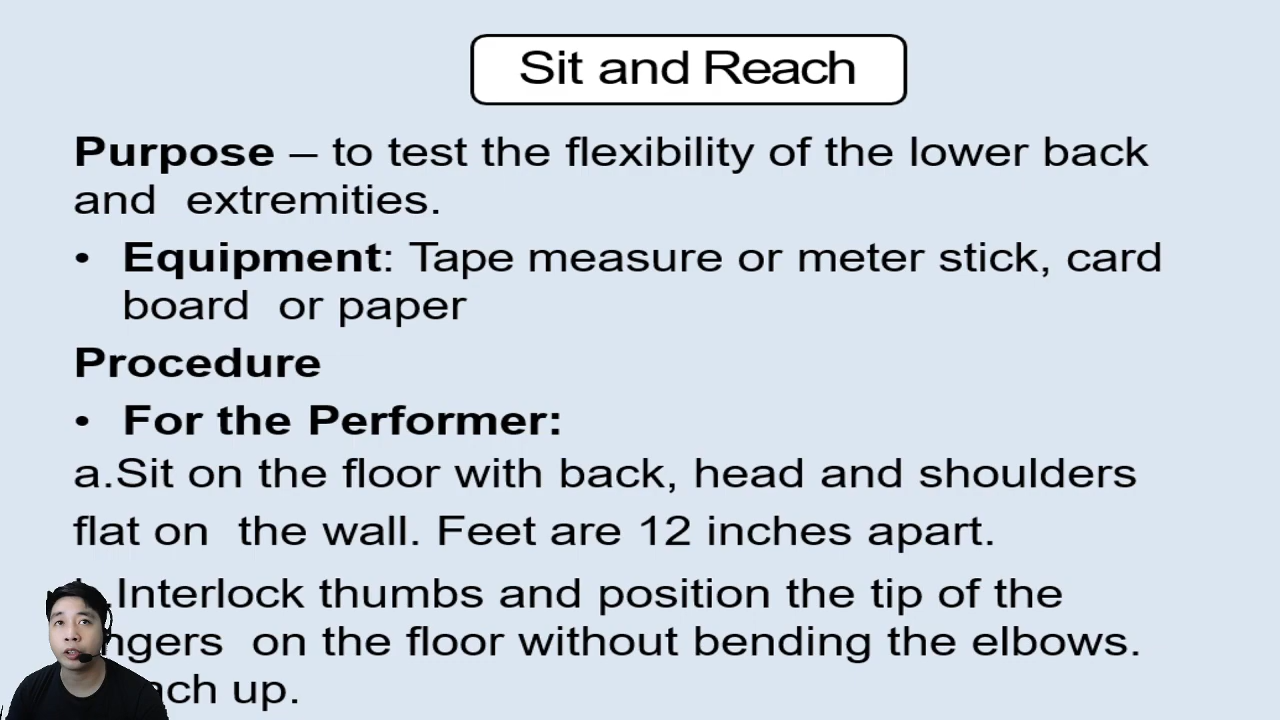 Sit and Reach
Purpose – to test the flexibility of the lower back
and extremities.
• Equipment: Tape measure or meter stick, card
board or paper
Procedure
• For the Performer:
a.Sit on the floor with back, head and shoulders
flat on the wall. Feet are 12 inches apart.
.Interlock thumbs and position the tip of the
on the floor without bending the elbows.
up.